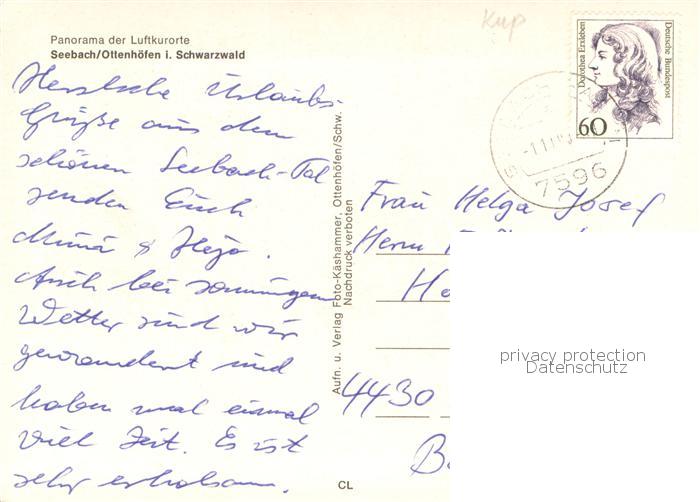 Panorama der Luftkurorte
Seebach/Ottenhöfen i. Schwarzwald
Herzliche Urlaubs-
Grüße aus dem
schönen Seebach-Tal
senden Euch
&
Auch bei sonnigem
Wetter sind wir
gewandert und
haben mal einmal
viel Zeit. Es ist
sehr erholsam.
Aufn. u. Verlag Foto-Käshammer, Ottenhöfen/Schw.
Nachdruck verboten
CL
Kup
Dorothea Erxleben
Deutsche Bundespost
60
7596
Frau Helga Josef
Herrn
He
4430
B
privacy protection
Datenschutz